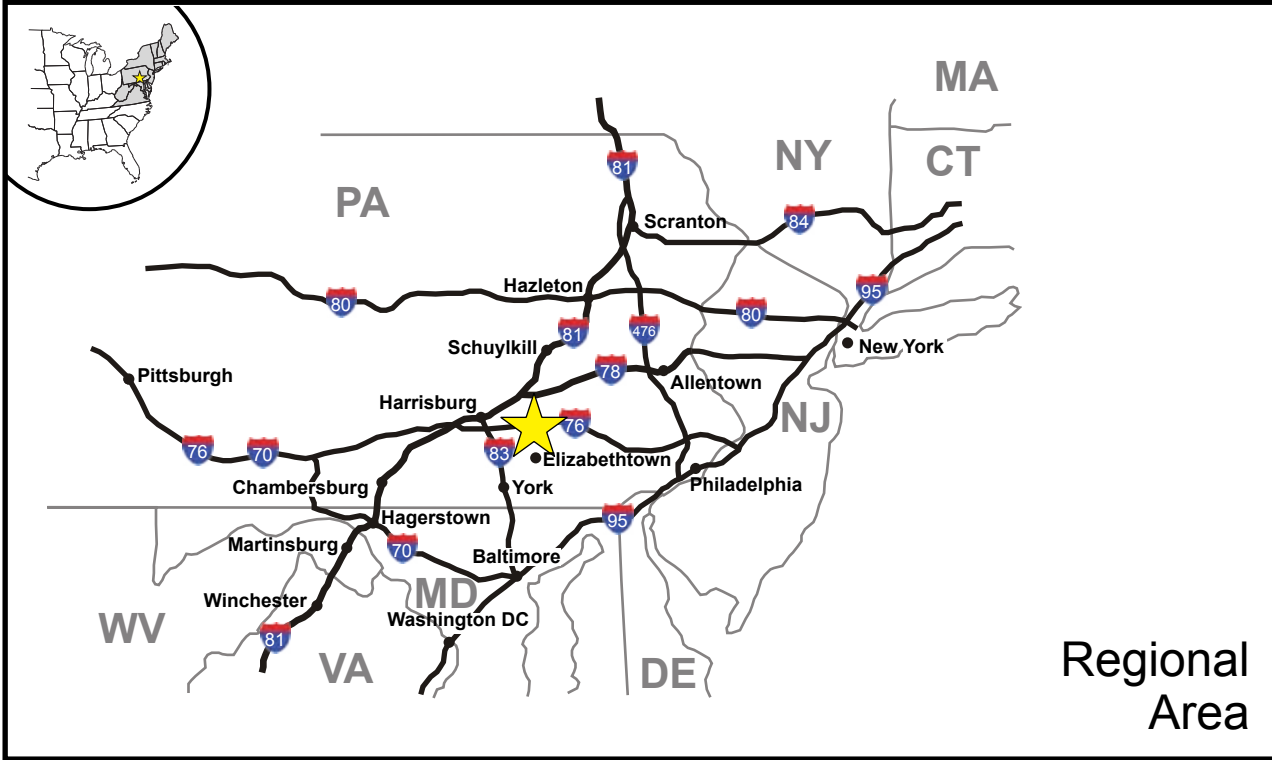 MA
NY
CT
81
PA
84
Scranton
Hazleton
95
80
80
81
476
Schuylkill
New York
78
Pittsburgh
Allentown
Harrisburg
NJ
76
76
70
83
Elizabethtown
Chambersburg
York
Philadelphia
Hagerstown
95
Martinsburg
70
Baltimore
MD
Winchester
Washington DC
WV
81
VA
DE
Regional
Area